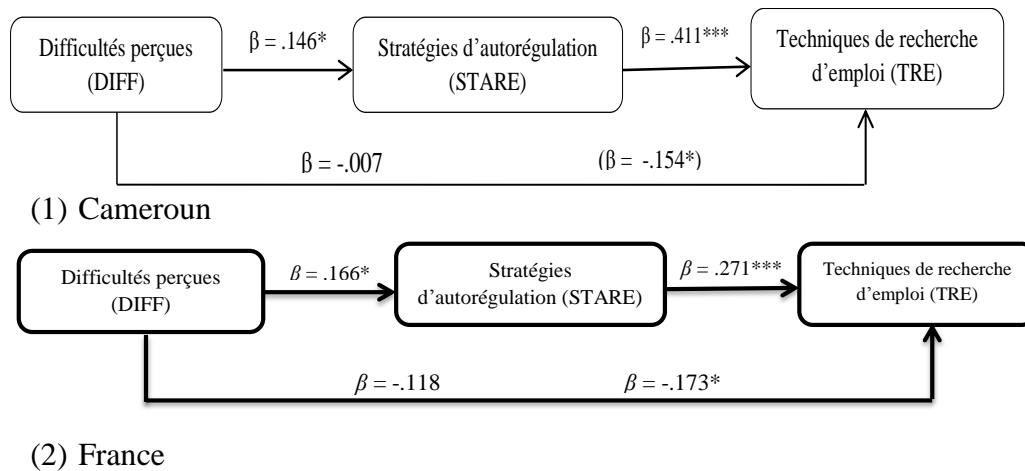 Difficultés perçues
(DIFF)
β = .146*
Stratégies d’autorégulation
(STARE)
β = .411***
Techniques de recherche
d’emploi (TRE)
β = -.007
(β = -.154*)
(1) Cameroun
Difficultés perçues
(DIFF)
β = .166*
Stratégies
d’autorégulation (STARE)
β = .271***
Techniques de recherche
d’emploi (TRE)
β = -.118
β = -.173*
(2) France